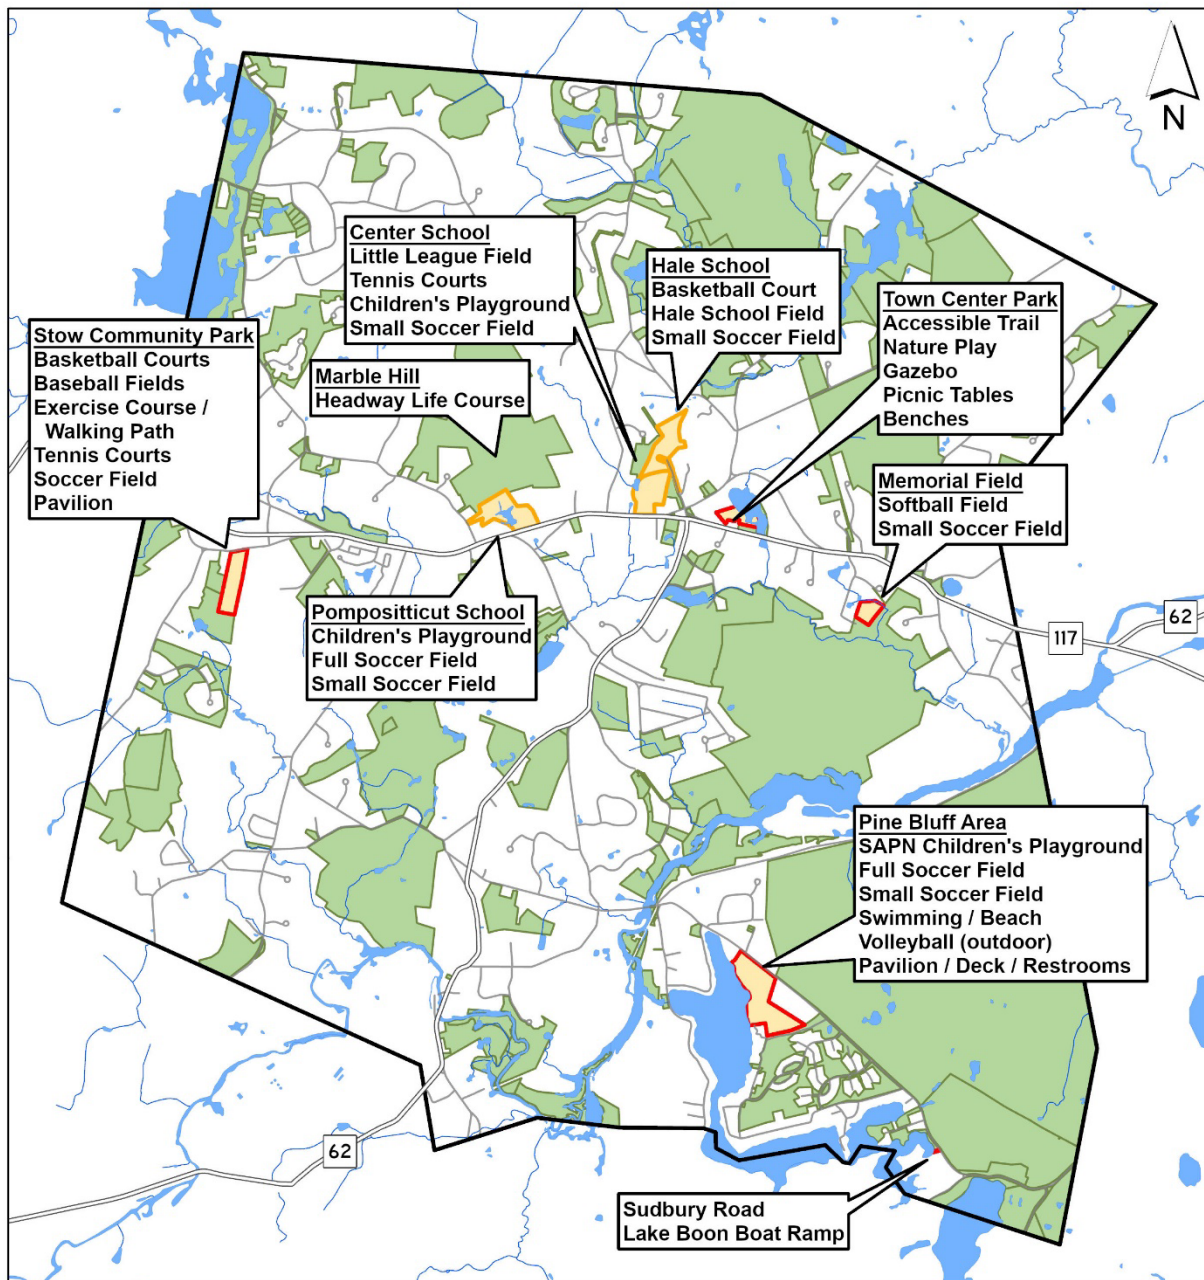 N
Center School
Little League Field
Tennis Courts
Children's Playground
Small Soccer Field
Hale School
Basketball Court
Hale School Field
Small Soccer Field
Town Center Park
Accessible Trail
Nature Play
Gazebo
Picnic Tables
Benches
Stow Community Park
Basketball Courts
Baseball Fields
Exercise Course /
Walking Path
Tennis Courts
Soccer Field
Pavilion
Marble Hill
Headway Life Course
Memorial Field
Softball Field
Small Soccer Field
Pompositticut School
Children's Playground
Full Soccer Field
Small Soccer Field
62
117
Pine Bluff Area
SAPN Children's Playground
Full Soccer Field
Small Soccer Field
Swimming / Beach
Volleyball (outdoor)
Pavilion / Deck / Restrooms
62
Sudbury Road
Lake Boon Boat Ramp